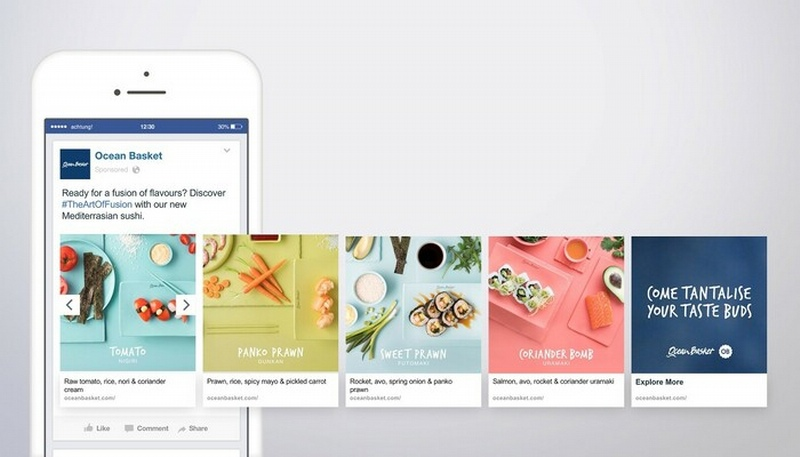 achtung!
12:30
30%
Ocean Basket
Ocean Basket
Sponsored
Ready for a fusion of flavours? Discover
#TheArtOfFusion with our new
Mediterrasian sushi.
TOMATO
NIGIRI
Raw tomato, rice, nori & coriander
cream
oceanbasket.com/
PANKO PRAWN
GUNKAN
Prawn, rice, spicy mayo & pickled carrot
oceanbasket.com/
SWEET PRAWN
FUTOMAKI
Rocket, avo, spring onion & panko
prawn
oceanbasket.com/
CORIANDER BOMB
URAMAKI
Salmon, avo, rocket & coriander uramaki
oceanbasket.com/
COME TANTALISE
YOUR TASTE BUDS
Ocean Basket
OB
Explore More
oceanbasket.com/
Like
Comment
Share